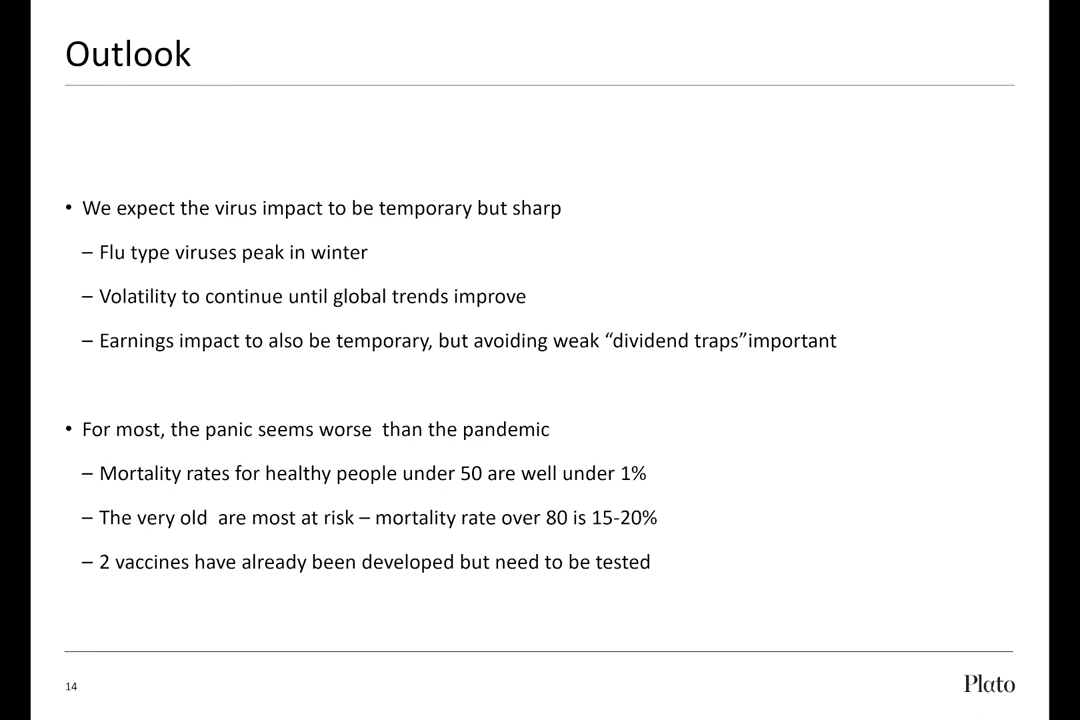 Outlook
• We expect the virus impact to be temporary but sharp
– Flu type viruses peak in winter
– Volatility to continue until global trends improve
– Earnings impact to also be temporary, but avoiding weak “dividend traps”important
• For most, the panic seems worse  than the pandemic
– Mortality rates for healthy people under 50 are well under 1%
– The very old  are most at risk – mortality rate over 80 is 15-20%
– 2 vaccines have already been developed but need to be tested
14
Plato